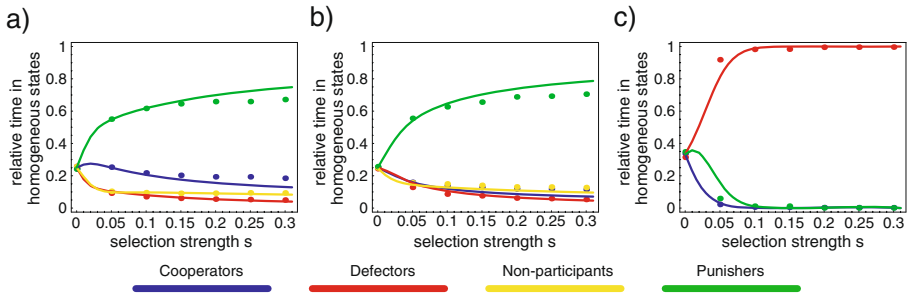 a)
relative time in
homogeneous states
1
0.8
0.6
0.4
0.2
0
0 0.05 0.1 0.15 0.2 0.25 0.3
selection strength s
b)
relative time in
homogeneous states
1
0.8
0.6
0.4
0.2
0
0 0.05 0.1 0.15 0.2 0.25 0.3
selection strength s
c)
relative time in
homogeneous states
1
0.8
0.6
0.4
0.2
0
0 0.05 0.1 0.15 0.2 0.25 0.3
selection strength s
Cooperators Defectors Non-participants Punishers